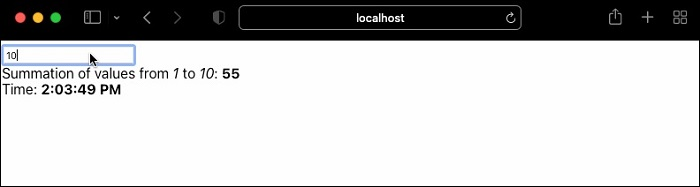 localhost
10
Summation of values from 1 to 10: 55
Time: 2:03:49 PM